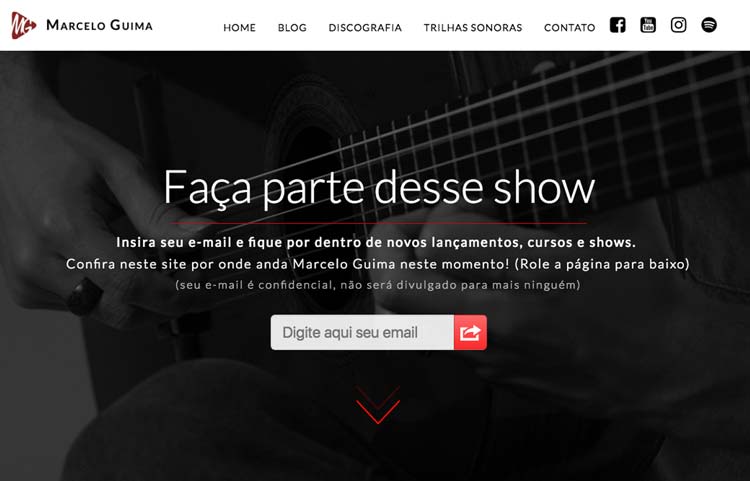 MG
MARCELO GUIMA
HOME BLOG DISCOGRAFIA TRILHAS SONORAS CONTATO You Tube
Faça parte desse show
Insira seu e-mail e fique por dentro de novos lançamentos, cursos e shows.
Confira neste site por onde anda Marcelo Guima neste momento! (Role a página para baixo)
(seu e-mail é confidencial, não será divulgado para mais ninguém)
Digite aqui seu email